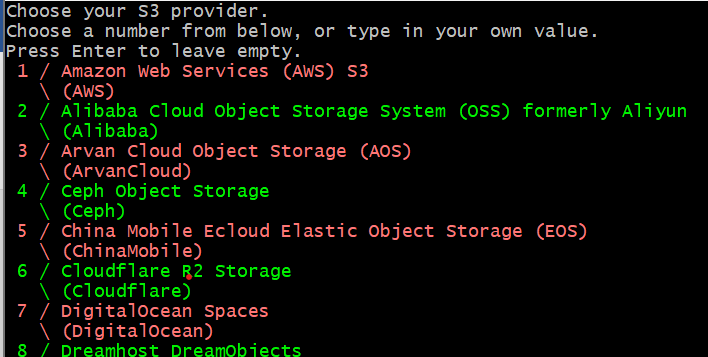 Choose your S3 provider.
Choose a number from below, or type in your own value.
Press Enter to leave empty.
1 / Amazon Web Services (AWS) S3
\ (AWS)
2 / Alibaba Cloud Object Storage System (OSS) formerly Aliyun
\ (Alibaba)
3 / Arvan Cloud Object Storage (AOS)
\ (ArvanCloud)
4 / Ceph Object Storage
\ (Ceph)
5 / China Mobile Ecloud Elastic Object Storage (EOS)
\ (ChinaMobile)
6 / Cloudflare R2 Storage
\ (Cloudflare)
7 / DigitalOcean Spaces
\ (DigitalOcean)
8 / Dreamhost DreamObjects